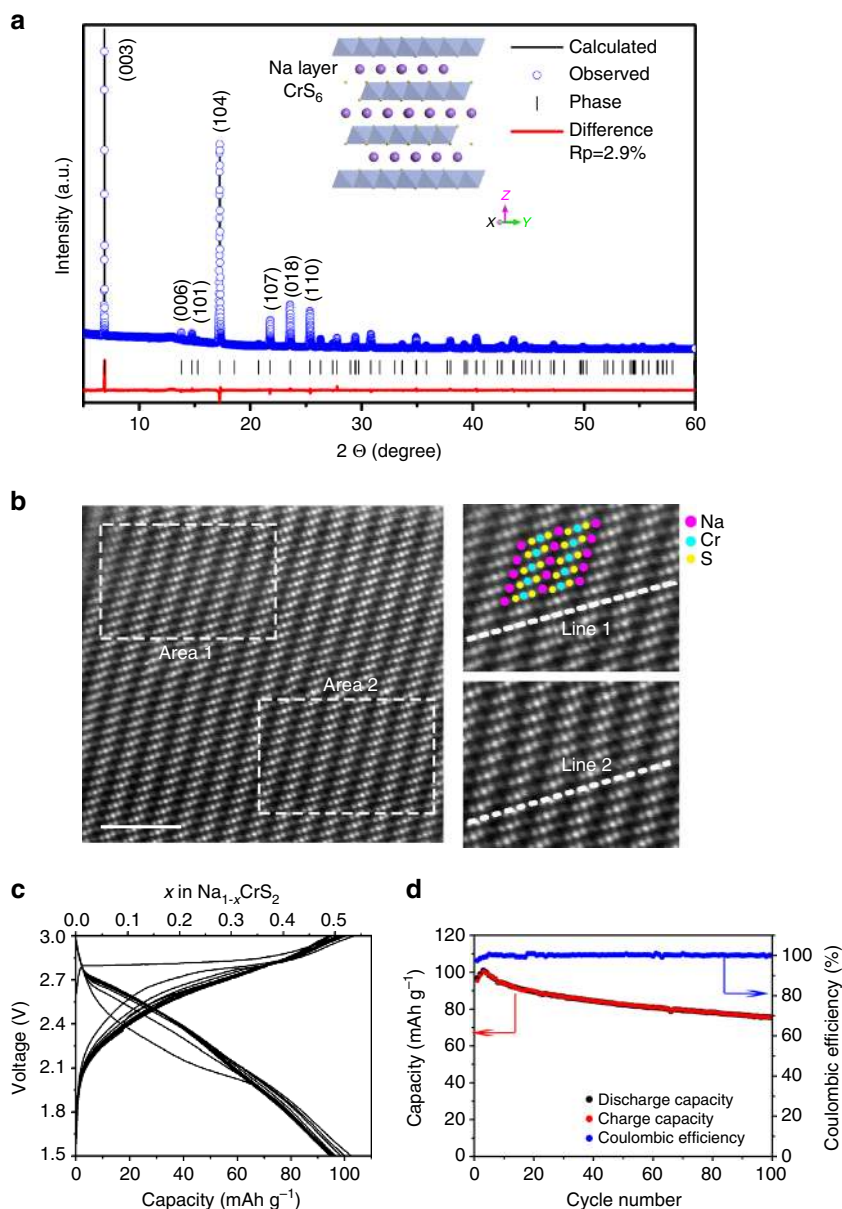 a
Intensity (a.u.)
(003)
(006)
(101)
(104)
(107)
(018)
(110)
Na layer
CrS6
Z
X
Y
Calculated
Observed
Phase
Difference
Rp=2.9%
10 20 30 40 50 60
2 Θ (degree)
b
Area 1
Area 2
Line 1
Line 2
Na
Cr
S
c
x in Na1-xCrS2
0.0 0.1 0.2 0.3 0.4 0.5
Voltage (V)
3.0
2.7
2.4
2.1
1.8
1.5
0 20 40 60 80 100
Capacity (mAh g⁻¹)
d
Capacity (mAh g⁻¹)
120
100
80
60
40
20
0
Discharge capacity
Charge capacity
Coulombic efficiency
100
80
60
40
20
0
Coulombic efficiency (%)
0 20 40 60 80 100
Cycle number